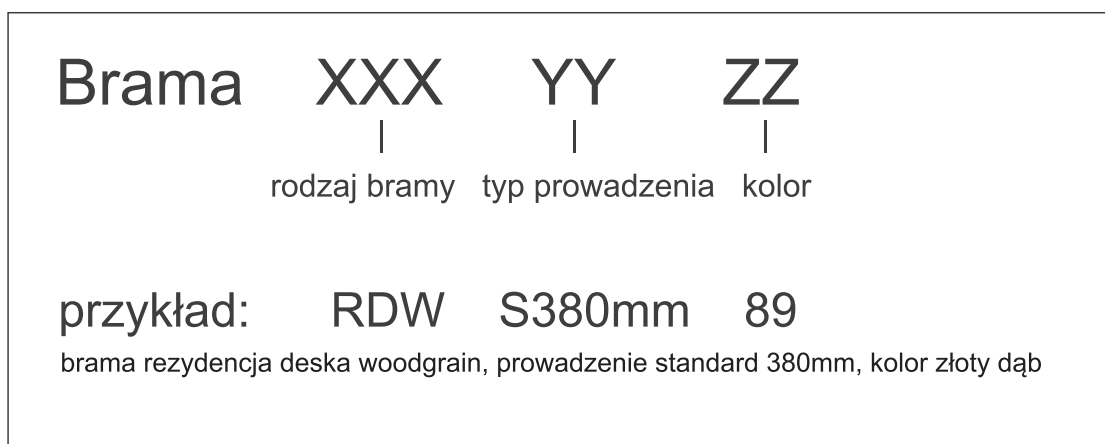 Brama XXX YY ZZ
rodzaj bramy typ prowadzenia kolor
przykład: RDW S380mm 89
brama rezydencja deska woodgrain, prowadzenie standard 380mm, kolor złoty dąb